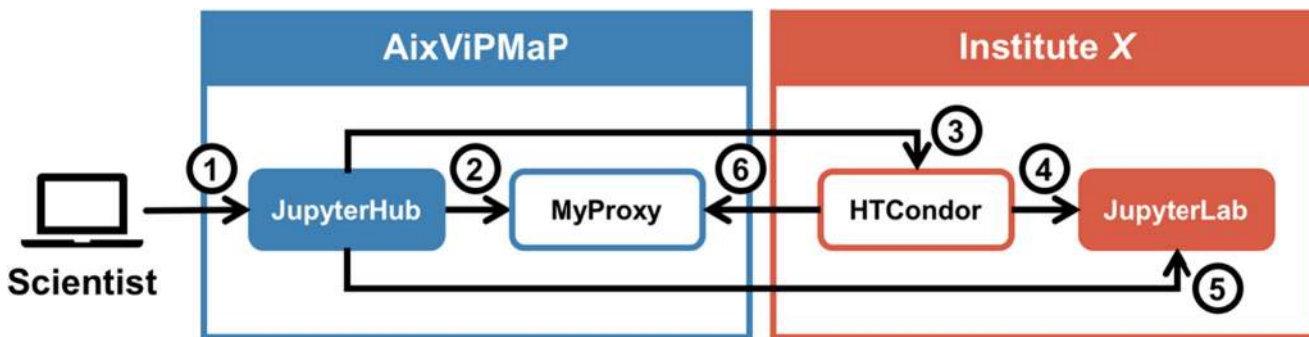 AixViPMaP
Institute X
1
2
3
4
5
6
JupyterHub
MyProxy
HTCondor
JupyterLab
Scientist